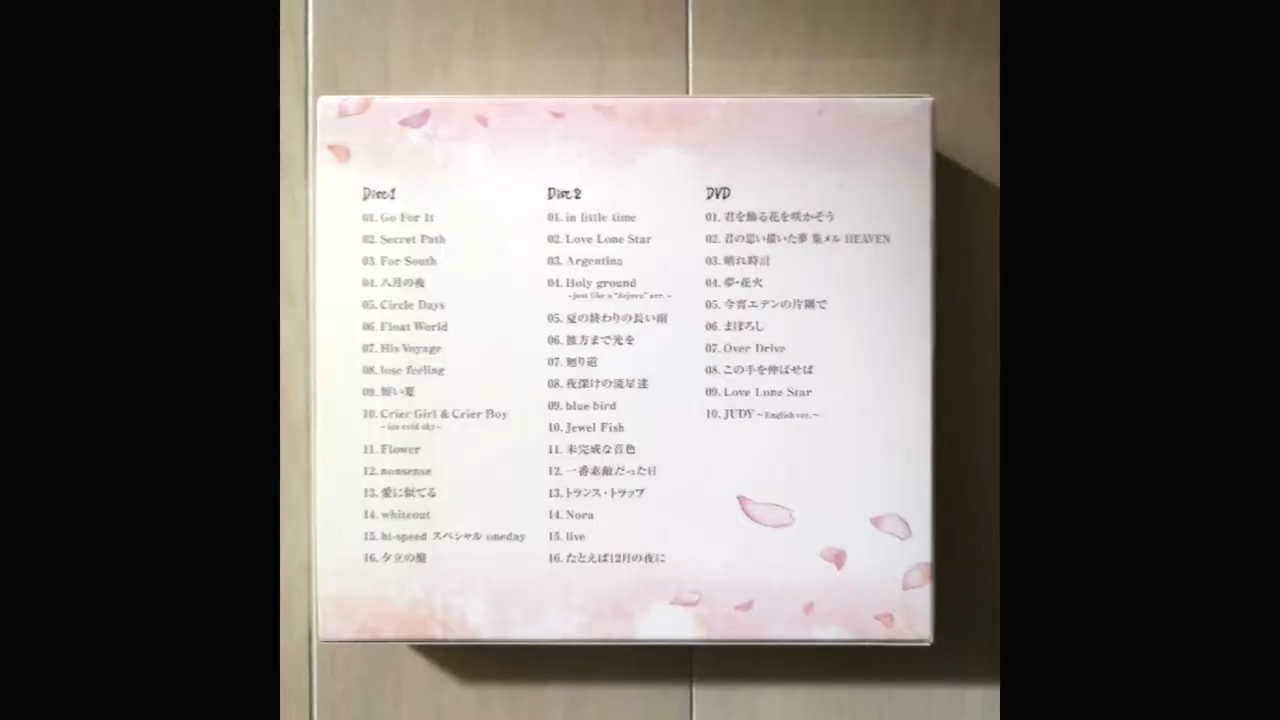 Disc1
01. Go For It
02. Secret Path
03. For South
04. 八月の夜
05. Circle Days
06. Float World
07. His Voyage
08. lose feeling
09. 短い夏
10. Crier Girl & Crier Boy
~ice cold sky~
11. Flower
12. nonsense
13. 愛に似てる
14. whiteout
15. hi-speed スペシャル oneday
16. 夕立の庭
Disc2
01. in little time
02. Love Lone Star
03. Argentina
04. Holy ground
~just like a "dejavu" ver. ~
05. 夏の終わりの長い雨
06. 彼方まで光を
07. 廻り道
08. 夜深けの流星達
09. blue bird
10. Jewel Fish
11. 未完成な音色
12. 一番素敵だった日
13. トランス・トラップ
14. Nora
15. live
16. たとえば12月の夜に
DVD
01. 君を飾る花を咲かそう
02. 君の思い描いた夢 集メル HEAVEN
03. 晴れ時計
04. 夢・花火
05. 今宵エデンの片隅で
06. まぼろし
07. Over Drive
08. この手を伸ばせば
09. Love Lone Star
10. JUDY ~English ver.~